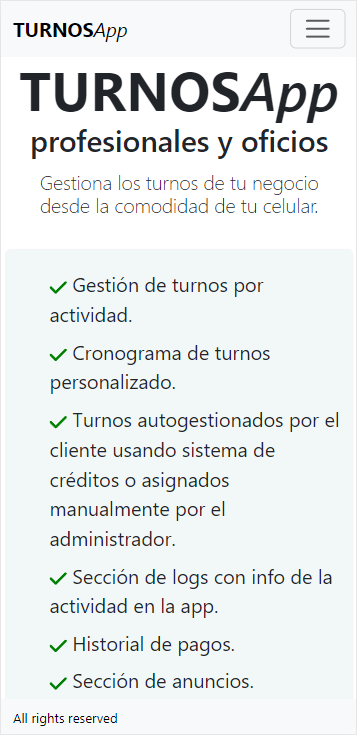 TURNOSApp
TURNOSApp
profesionales y oficios
Gestiona los turnos de tu negocio
desde la comodidad de tu celular.
Gestión de turnos por
actividad.
Cronograma de turnos
personalizado.
Turnos autogestionados por el
cliente usando sistema de
créditos o asignados
manualmente por el
administrador.
Sección de logs con info de la
actividad en la app.
Historial de pagos.
Sección de anuncios.
All rights reserved